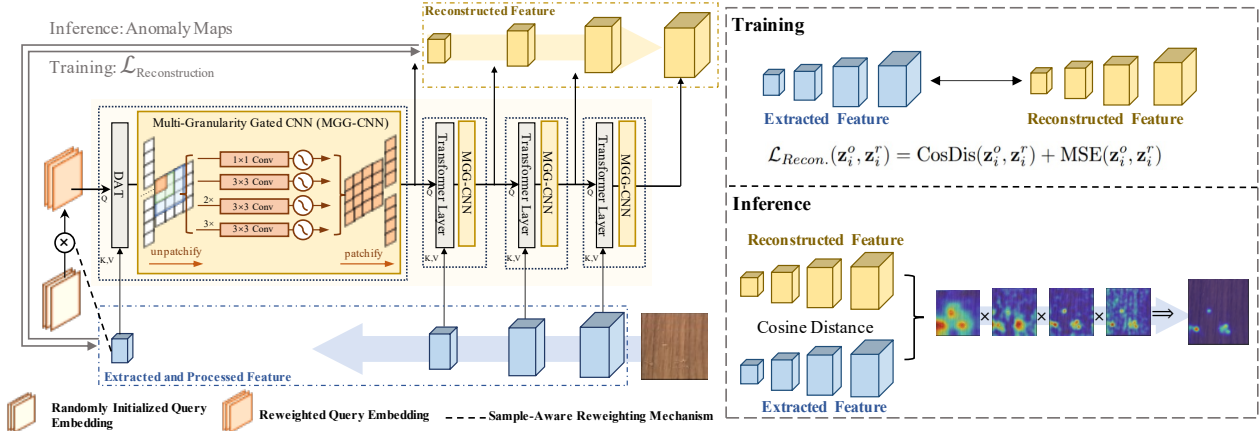 Inference: Anomaly Maps
Training: ℒ_Reconstruction
Reconstructed Feature
Multi-Granularity Gated CNN (MGG-CNN)
DAT
1×1 Conv
3×3 Conv
2× 3×3 Conv
3× 3×3 Conv
unpatchify
patchify
Q
K,V
Transformer Layer
MGG-CNN
Q
K,V
Transformer Layer
MGG-CNN
Q
K,V
Transformer Layer
MGG-CNN
K,V
×
Extracted and Processed Feature
Randomly Initialized Query
Embedding
Reweighted Query Embedding
Sample-Aware Reweighting Mechanism
Training
Extracted Feature
Reconstructed Feature
ℒ_Recon.(𝐳_i^o, 𝐳_i^r) = CosDis(𝐳_i^o, 𝐳_i^r) + MSE(𝐳_i^o, 𝐳_i^r)
Inference
Reconstructed Feature
Cosine Distance
× × × ⇒
Extracted Feature